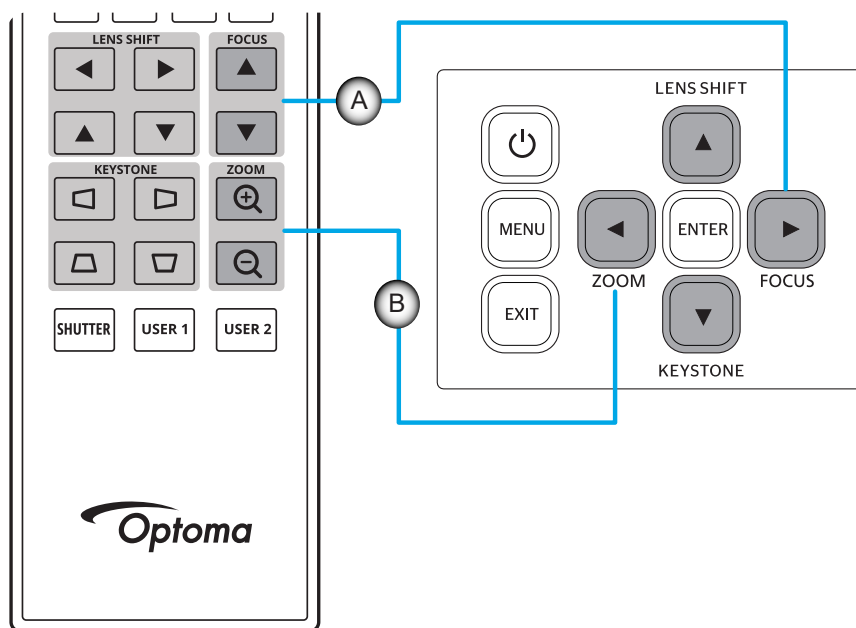 LENS SHIFT
FOCUS
KEYSTONE
ZOOM
SHUTTER
USER 1
USER 2
Optoma
A
B
LENS SHIFT
MENU
ENTER
ZOOM
FOCUS
EXIT
KEYSTONE